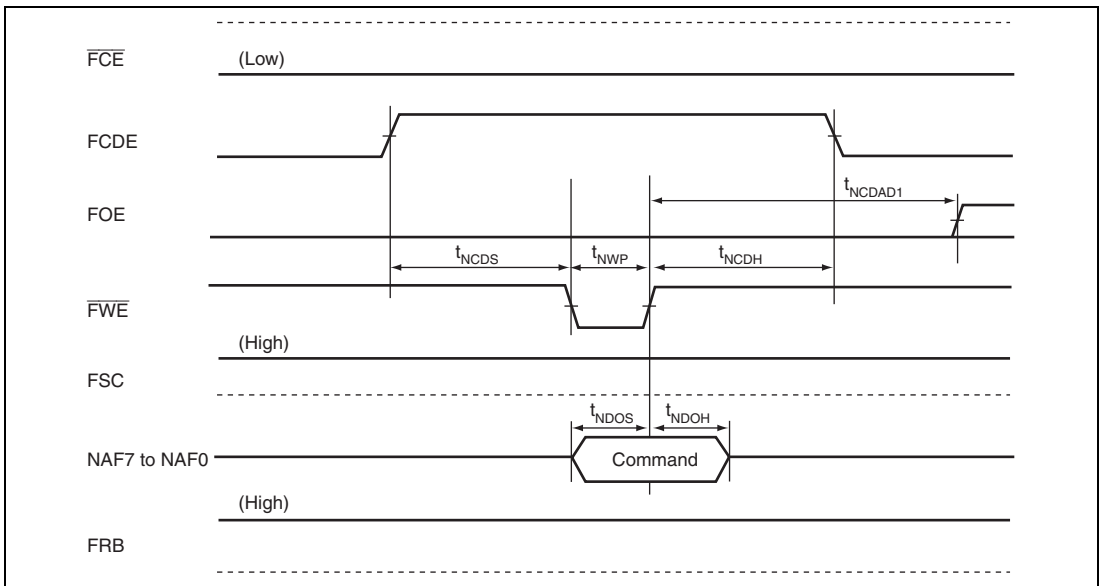 FCE (Low)
FCDE
tNCDAD1
FOE
tNCDS tNWP tNCDH
FWE
(High)
FSC
tNDOS tNDOH
NAF7 to NAF0 Command
(High)
FRB